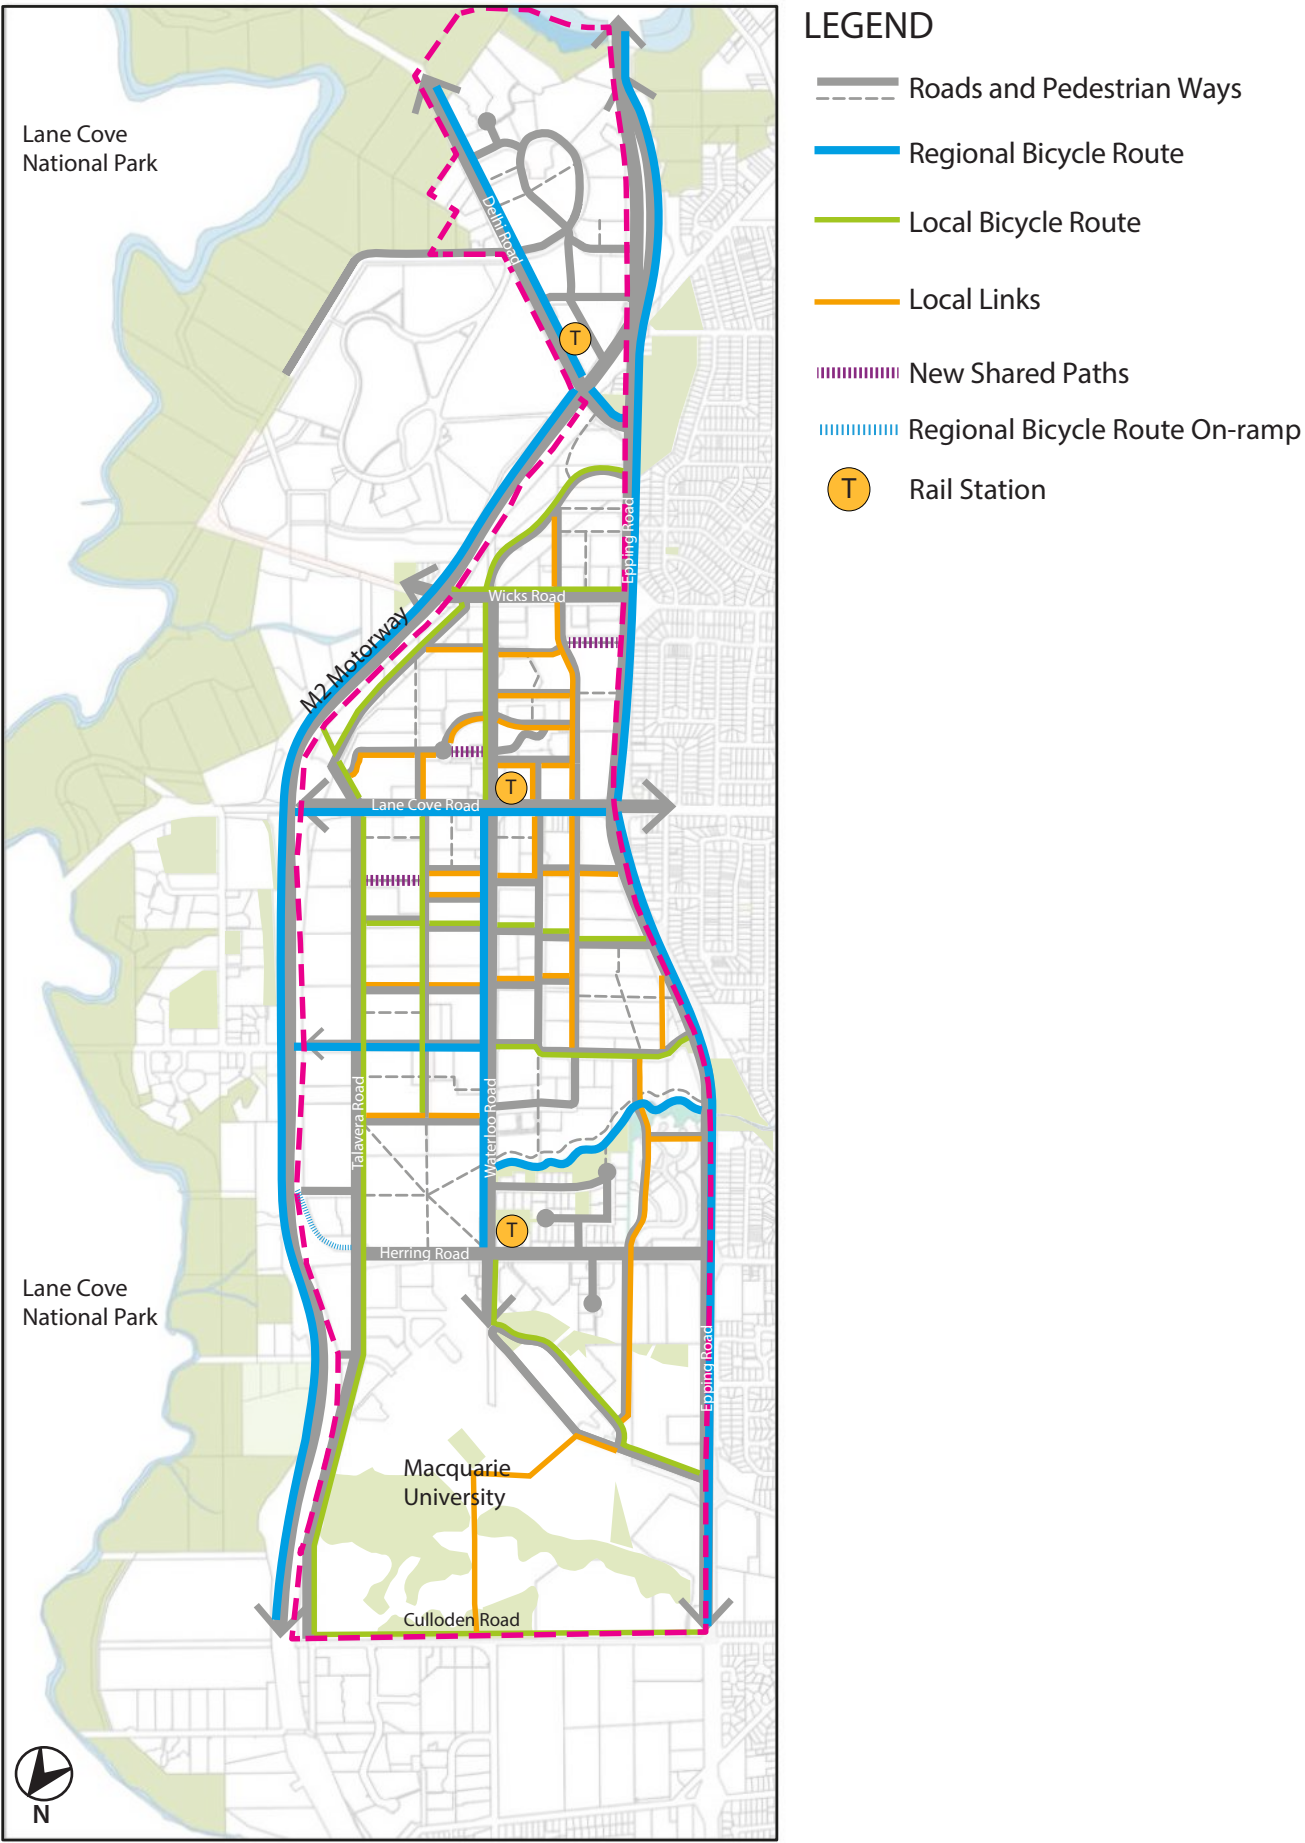 LEGEND
Roads and Pedestrian Ways
Regional Bicycle Route
Local Bicycle Route
Local Links
New Shared Paths
Regional Bicycle Route On-ramp
T
Rail Station
Lane Cove
National Park
Delhi Road
T
Epping Road
Wicks Road
M2 Motorway
T
Lane Cove Road
Talavera Road
Waterloo Road
T
Herring Road
Lane Cove
National Park
Epping Road
Macquarie
University
Culloden Road
N